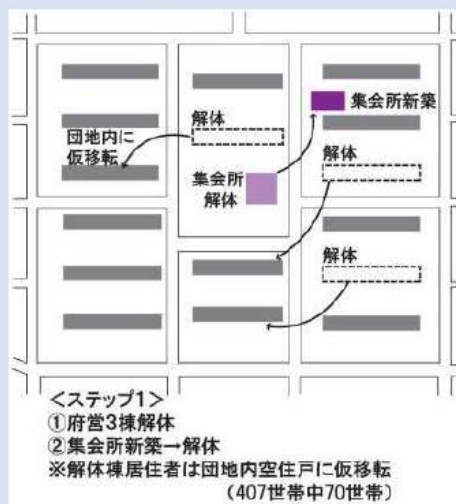 集会所新築
解体
団地内に
仮移転
解体
集会所
解体
解体
<ステップ1>
①府営3棟解体
②集会所新築→解体
※解体棟居住者は団地内空住戸に仮移転
(407世帯中70世帯)